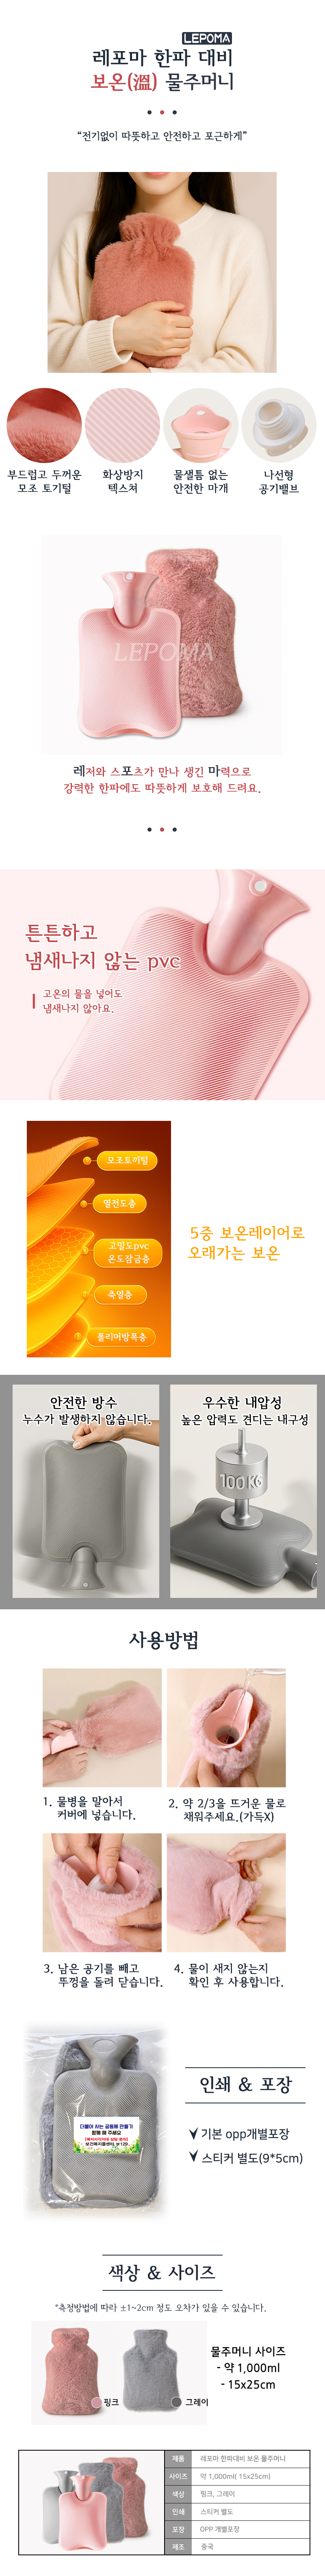 LEPOMA
레포마 한파 대비
보온(溫) 물주머니
“전기없이 따뜻하고 안전하고 포근하게”
부드럽고 두꺼운
모조 토끼털
화상방지
텍스쳐
물샐틈 없는
안전한 마개
나선형
공기밸브
LEPOMA
레저와 스포츠가 만나 생긴 마력으로
강력한 한파에도 따뜻하게 보호해 드려요.
튼튼하고
냄새나지 않는 pvc
고온의 물을 넣어도
냄새나지 않아요.
모조토끼털
열전도층
고밀도pvc
온도잠금층
축열층
폴리머방폭층
5중 보온레이어로
오래가는 보온
안전한 방수
누수가 발생하지 않습니다.
우수한 내압성
높은 압력도 견디는 내구성
100KG
사용방법
1. 물병을 말아서
커버에 넣습니다.
2. 약 2/3을 뜨거운 물로
채워주세요.(가득X)
3. 남은 공기를 빼고
뚜껑을 돌려 닫습니다.
4. 물이 새지 않는지
확인 후 사용합니다.
더불어 사는 공동체 만들기
함께 해 주세요
인쇄 & 포장
기본 opp개별포장
스티커 별도(9*5cm)
색상 & 사이즈
*측정방법에 따라 ±1~2cm 정도 오차가 있을 수 있습니다.
핑크
그레이
물주머니 사이즈
- 약 1,000ml
- 15x25cm
제품 레포마 한파대비 보온 물주머니
사이즈 약 1,000ml( 15x25cm)
색상 핑크, 그레이
인쇄 스티커 별도
포장 OPP 개별포장
제조 중국